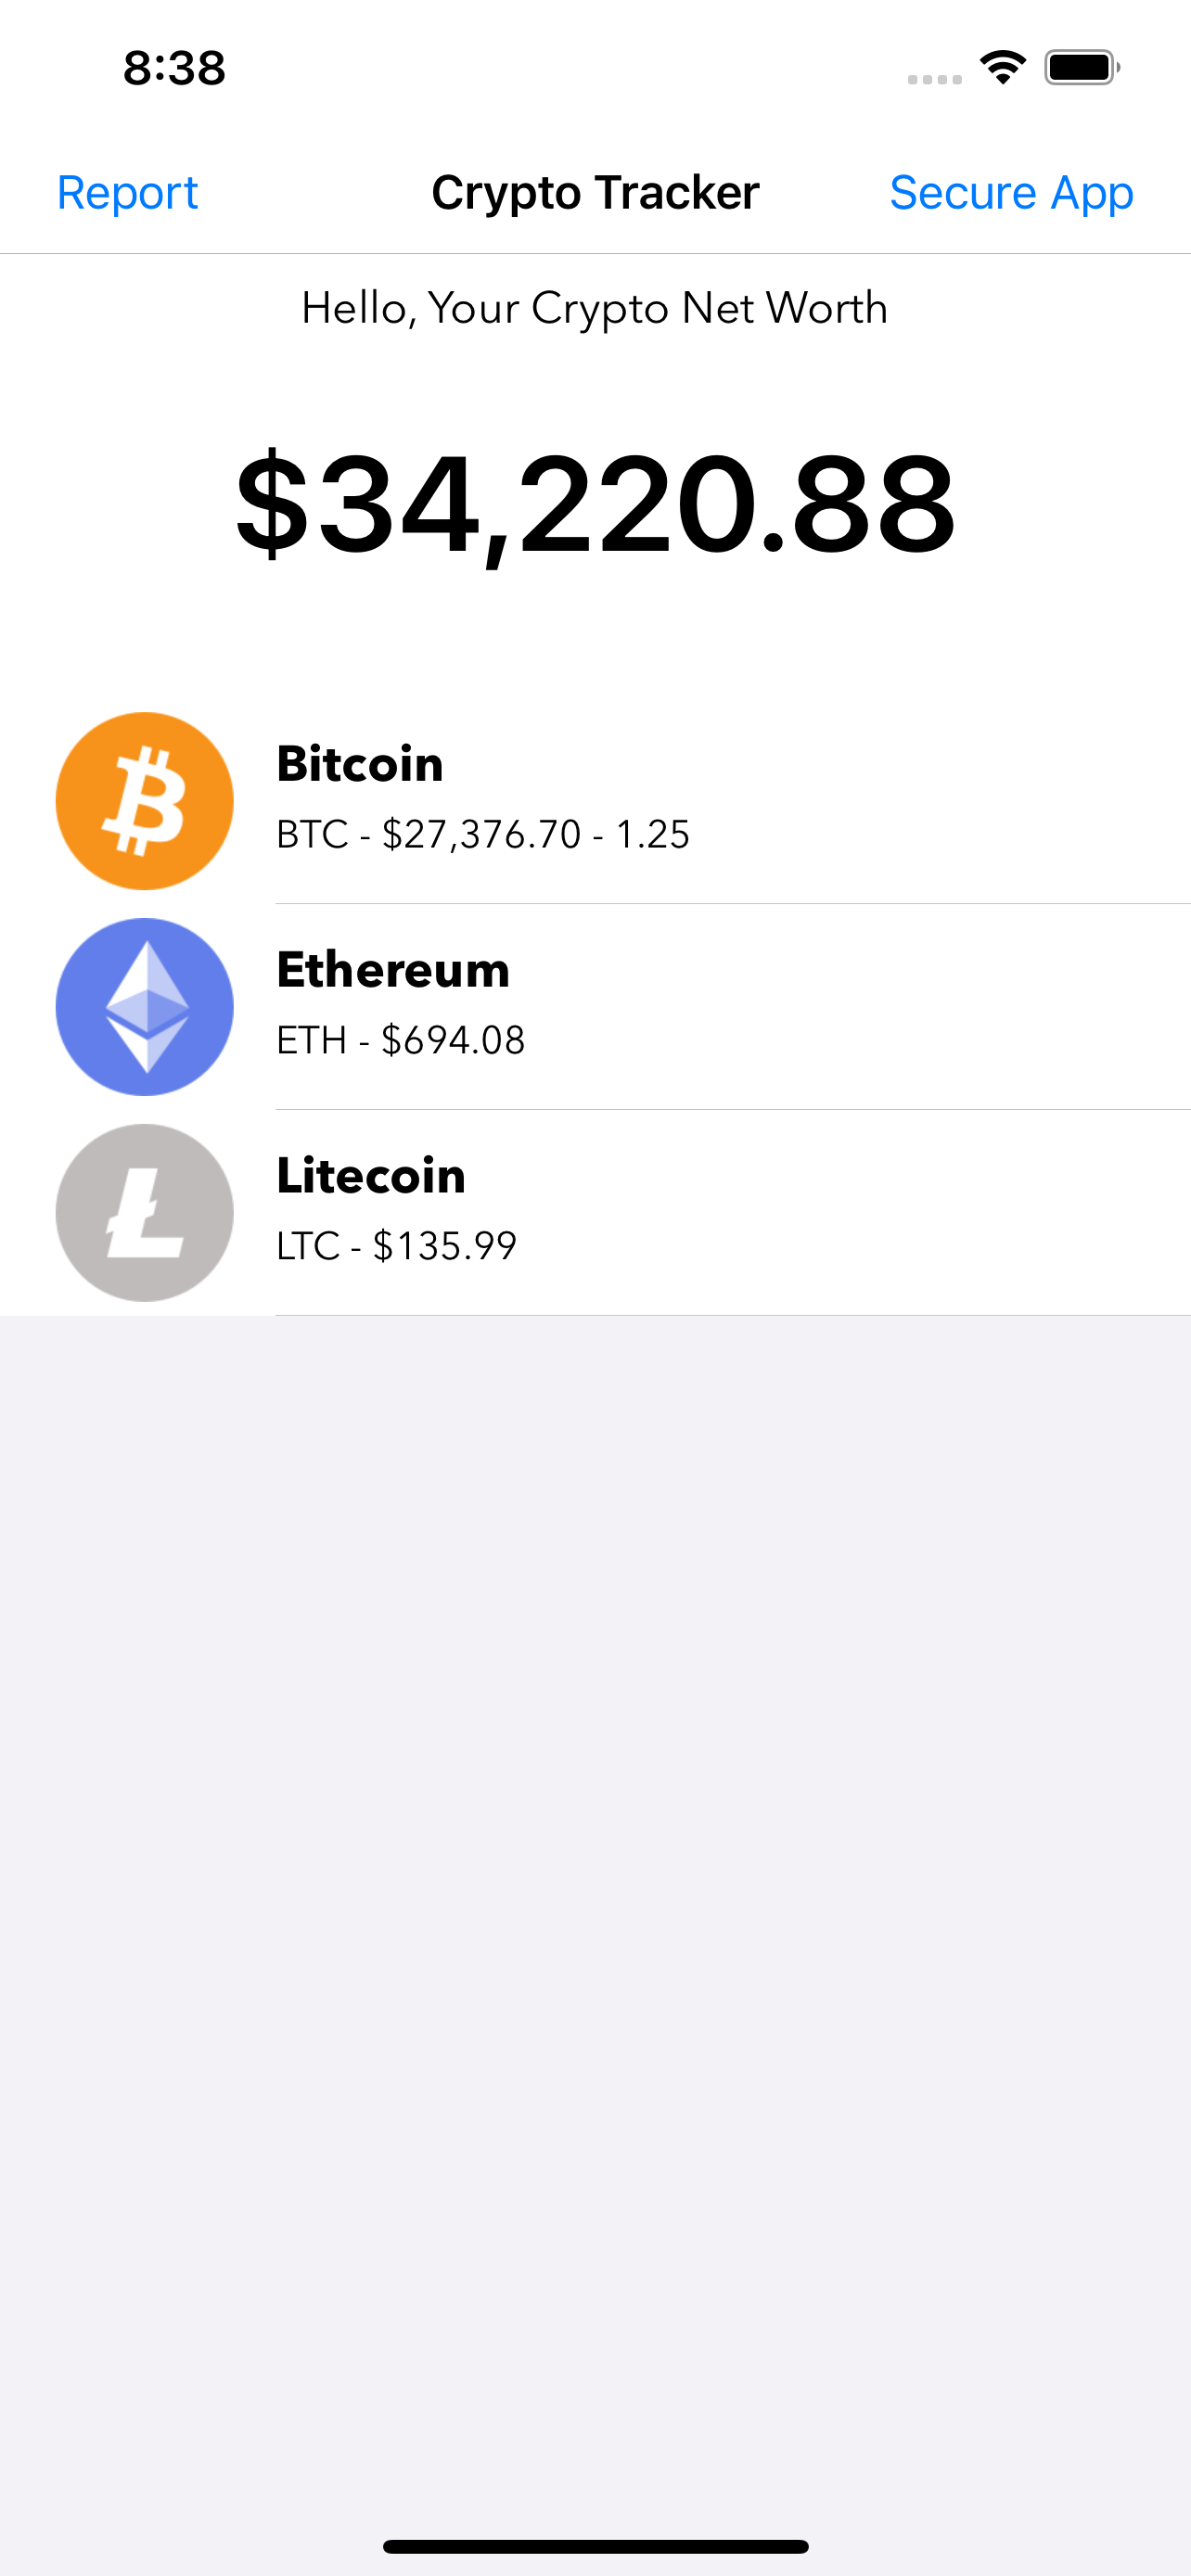 8:38
Report Crypto Tracker Secure App
Hello, Your Crypto Net Worth
$34,220.88
Bitcoin
BTC - $27,376.70 - 1.25
Ethereum
ETH - $694.08
Litecoin
LTC - $135.99